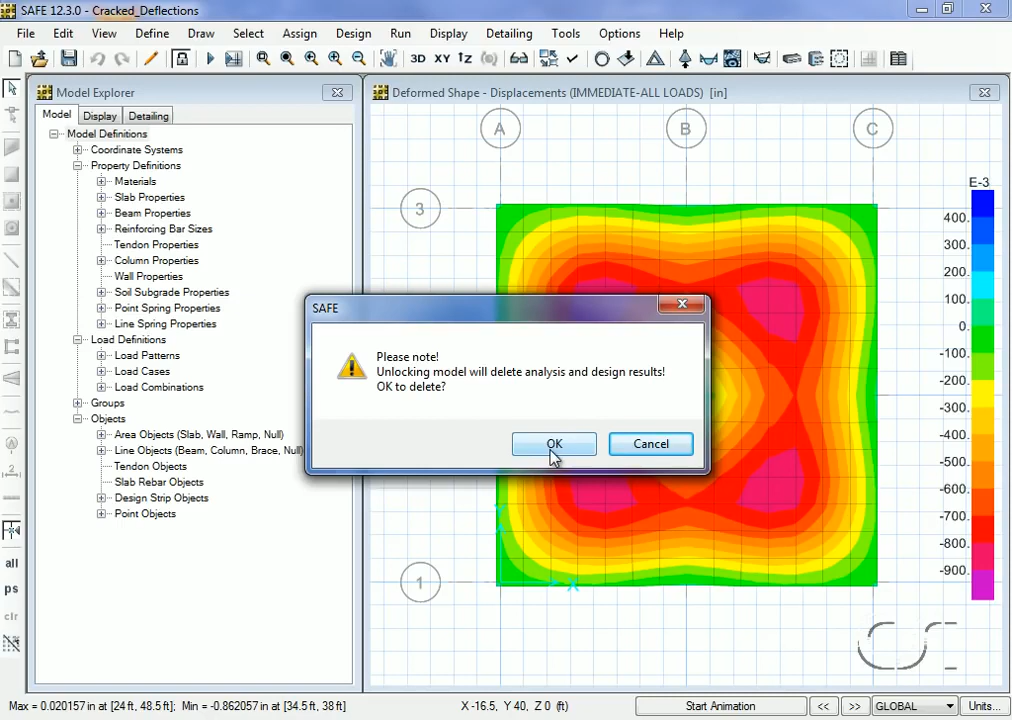 SAFE 12.3.0 - Cracked_Deflections
File Edit View Define Draw Select Assign Design Run Display Detailing Tools Options Help
3D XY ↑Z
Model Explorer
Model Display Detailing
Model Definitions
Coordinate Systems
Property Definitions
Materials
Slab Properties
Beam Properties
Reinforcing Bar Sizes
Tendon Properties
Column Properties
Wall Properties
Soil Subgrade Properties
Point Spring Properties
Line Spring Properties
Load Definitions
Load Patterns
Load Cases
Load Combinations
Groups
Objects
Area Objects (Slab, Wall, Ramp, Null)
Line Objects (Beam, Column, Brace, Null)
Tendon Objects
Slab Rebar Objects
Design Strip Objects
Point Objects
all
ps
clr
Deformed Shape - Displacements (IMMEDIATE-ALL LOADS) [in]
A B C
3
1
Y
X
E-3
400.
300.
200.
100.
0.
-100.
-200.
-300.
-400.
-500.
-600.
-700.
-800.
-900.
SAFE
Please note!
Unlocking model will delete analysis and design results!
OK to delete?
OK Cancel
CSI
Max = 0.020157 in at [24 ft, 48.5 ft]; Min = -0.862057 in at [34.5 ft, 38 ft]
X -16.5, Y 40, Z 0 (ft)
Start Animation << >> GLOBAL Units...